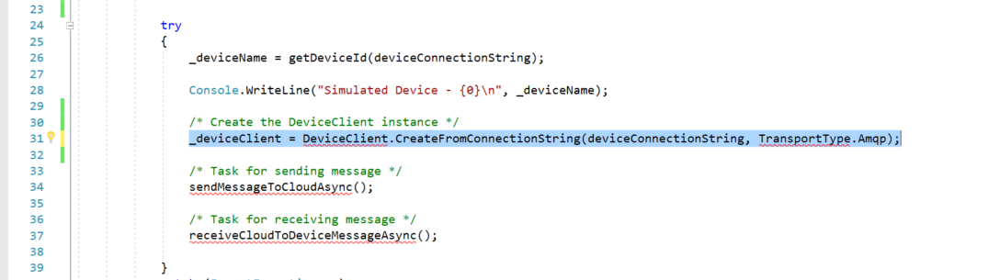 23
24 try
25 {
26 _deviceName = getDeviceId(deviceConnectionString);
27
28 Console.WriteLine("Simulated Device - {0}\n", _deviceName);
29
30 /* Create the DeviceClient instance */
31 _deviceClient = DeviceClient.CreateFromConnectionString(deviceConnectionString, TransportType.Amqp);
32
33 /* Task for sending message */
34 sendMessageToCloudAsync();
35
36 /* Task for receiving message */
37 receiveCloudToDeviceMessageAsync();
38
39 }